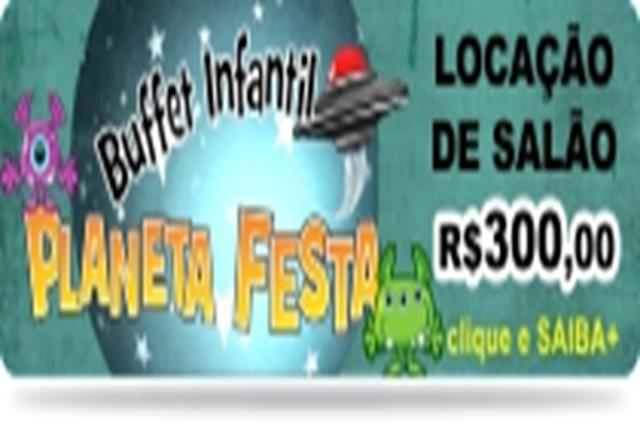 Buffet Infantil
PLANETA FESTA
LOCAÇÃO
DE SALÃO
R$300,00
clique e SAIBA+